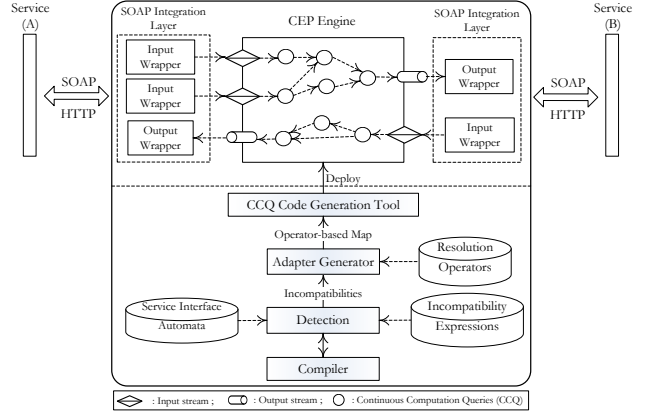 Service
(A)
SOAP Integration
Layer
CEP Engine
SOAP Integration
Layer
Service
(B)
Input
Wrapper
Input
Wrapper
Output
Wrapper
Output
Wrapper
Input
Wrapper
SOAP
HTTP
SOAP
HTTP
Deploy
CCQ Code Generation Tool
Operator-based Map
Adapter Generator
Resolution
Operators
Incompatibilities
Service Interface
Automata
Detection
Incompatibility
Expressions
Compiler
: Input stream ; : Output stream ; : Continuous Computation Queries (CCQ)